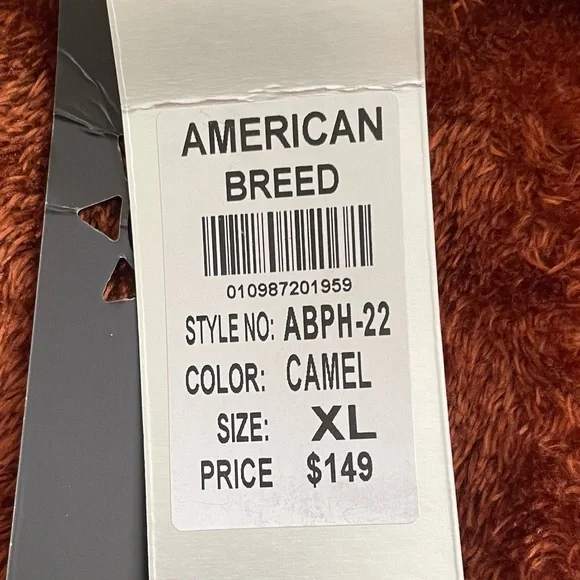 AMERICAN
BREED
010987201959
STYLE NO: ABPH-22
COLOR: CAMEL
SIZE: XL
PRICE $149